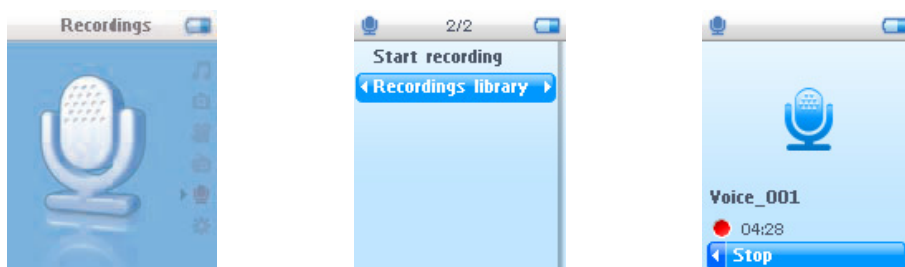 Recordings
2/2
Start recording
Recordings library
Voice_001
04:28
Stop